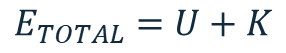 E_TOTAL = U + K